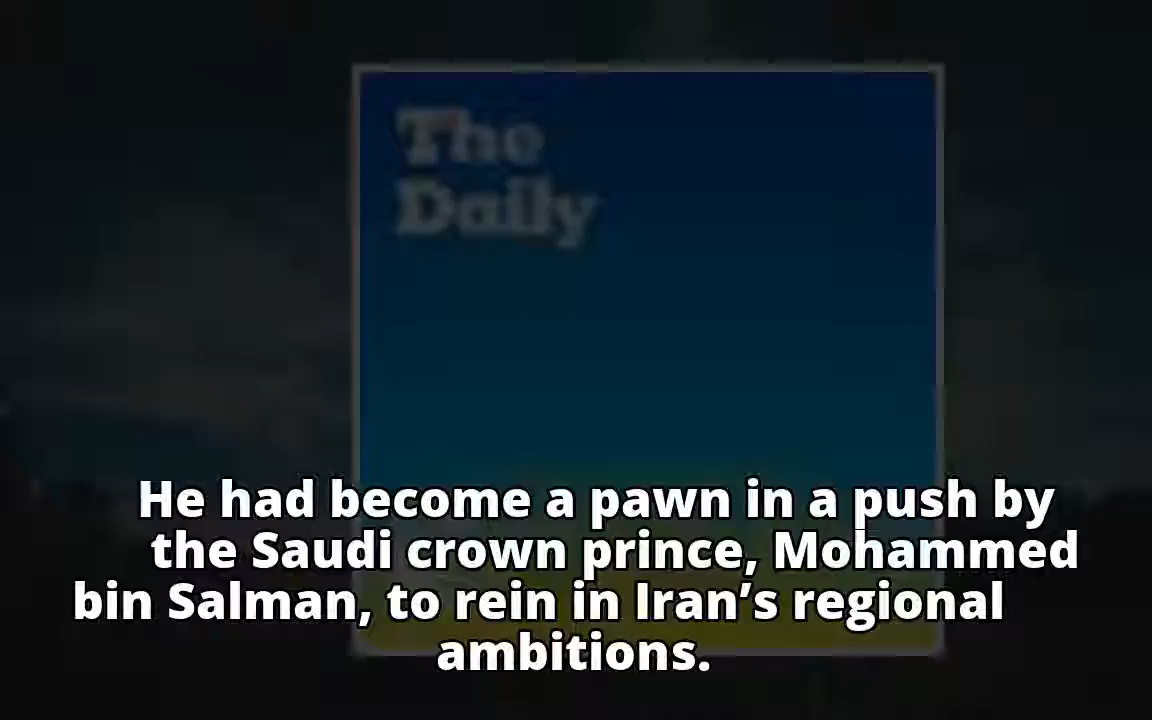 The
Daily
He had become a pawn in a push by
the Saudi crown prince, Mohammed
bin Salman, to rein in Iran’s regional
ambitions.